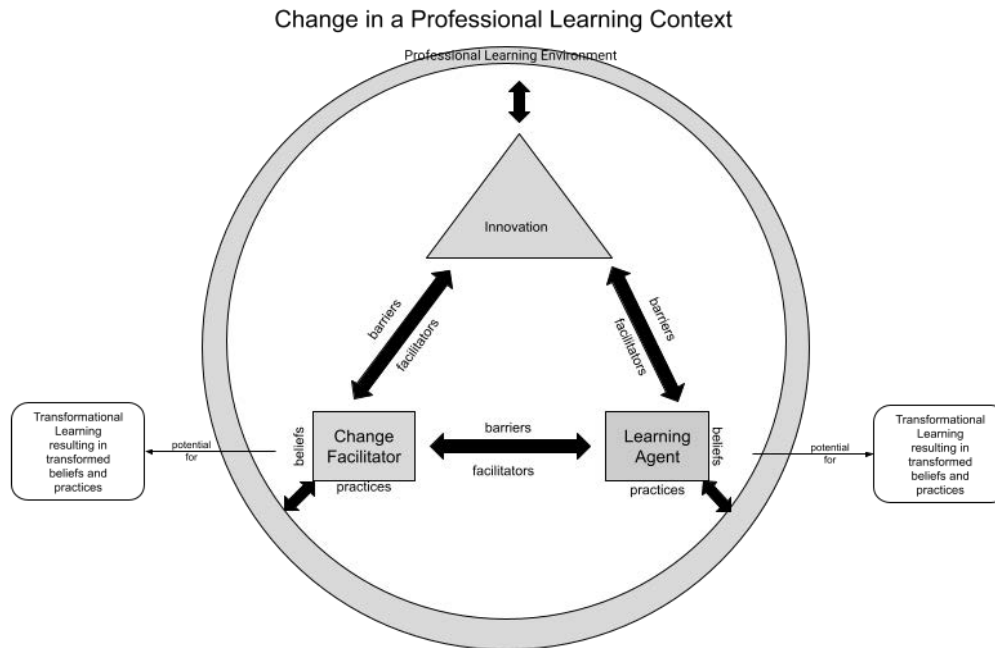 Change in a Professional Learning Context
Professional Learning Environment
Innovation
barriers
facilitators
barriers
facilitators
Transformational
Learning
resulting in
transformed
beliefs and
practices
potential
for
beliefs
Change
Facilitator
practices
barriers
facilitators
Learning
Agent
beliefs
practices
potential
for
Transformational
Learning
resulting in
transformed
beliefs and
practices